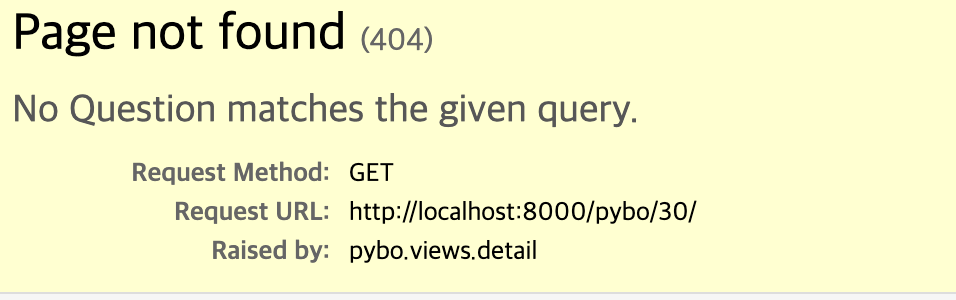 Page not found (404)
No Question matches the given query.
Request Method: GET
Request URL: http://localhost:8000/pybo/30/
Raised by: pybo.views.detail